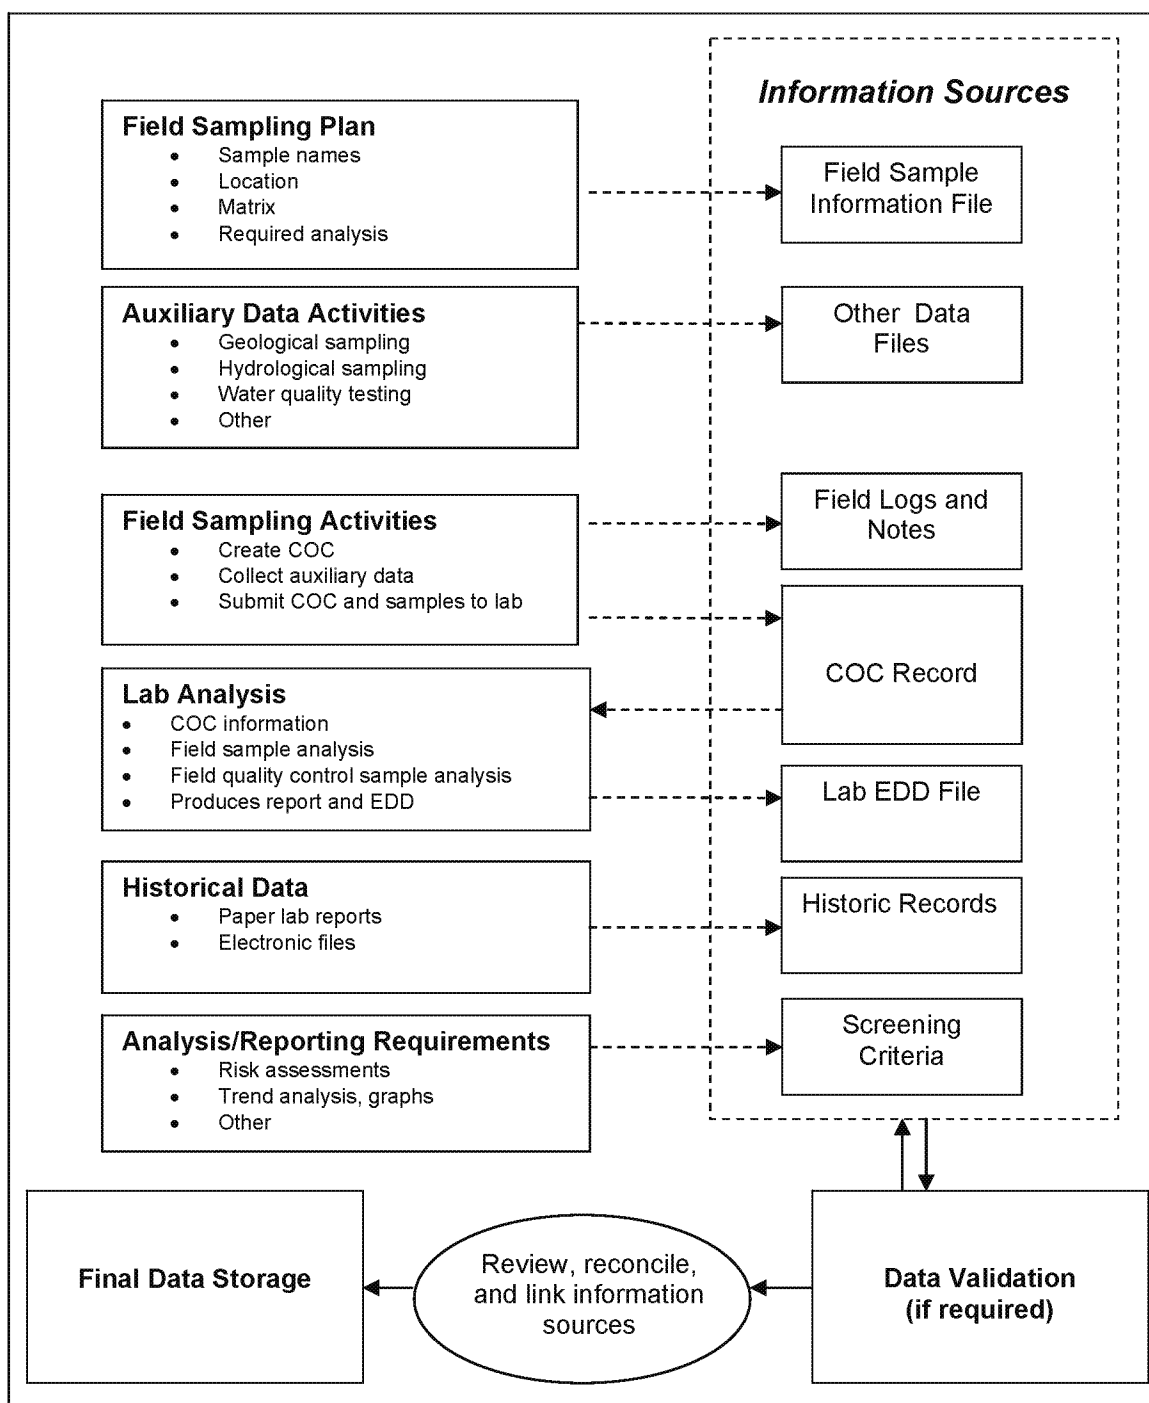 Information Sources
Field Sampling Plan
• Sample names
• Location
• Matrix
• Required analysis
Field Sample
Information File
Auxiliary Data Activities
• Geological sampling
• Hydrological sampling
• Water quality testing
• Other
Other Data
Files
Field Sampling Activities
• Create COC
• Collect auxiliary data
• Submit COC and samples to lab
Field Logs and
Notes
COC Record
Lab Analysis
• COC information
• Field sample analysis
• Field quality control sample analysis
• Produces report and EDD
Lab EDD File
Historical Data
• Paper lab reports
• Electronic files
Historic Records
Analysis/Reporting Requirements
• Risk assessments
• Trend analysis, graphs
• Other
Screening
Criteria
Final Data Storage
Review, reconcile,
and link information
sources
Data Validation
(if required)